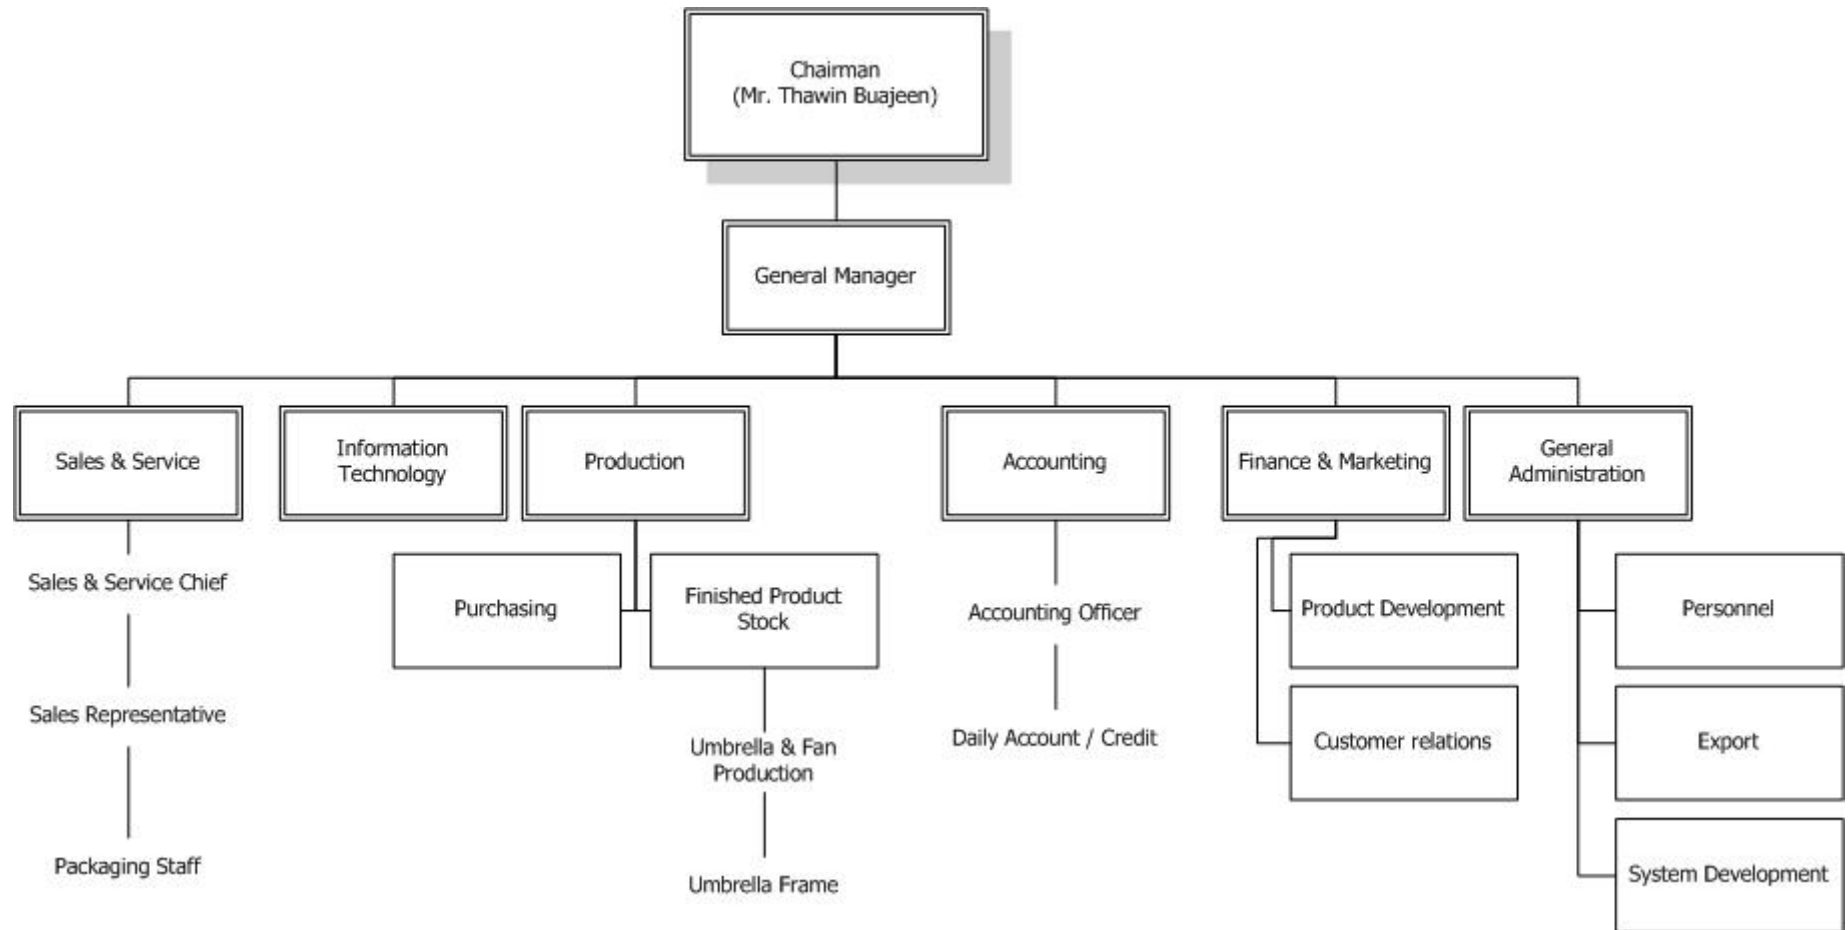 Chairman
(Mr. Thawin Buajeen)
General Manager
Sales & Service
Information
Technology
Production
Accounting
Finance & Marketing
General
Administration
Sales & Service Chief
Sales Representative
Packaging Staff
Purchasing
Finished Product
Stock
Umbrella & Fan
Production
Umbrella Frame
Accounting Officer
Daily Account / Credit
Product Development
Customer relations
Personnel
Export
System Development